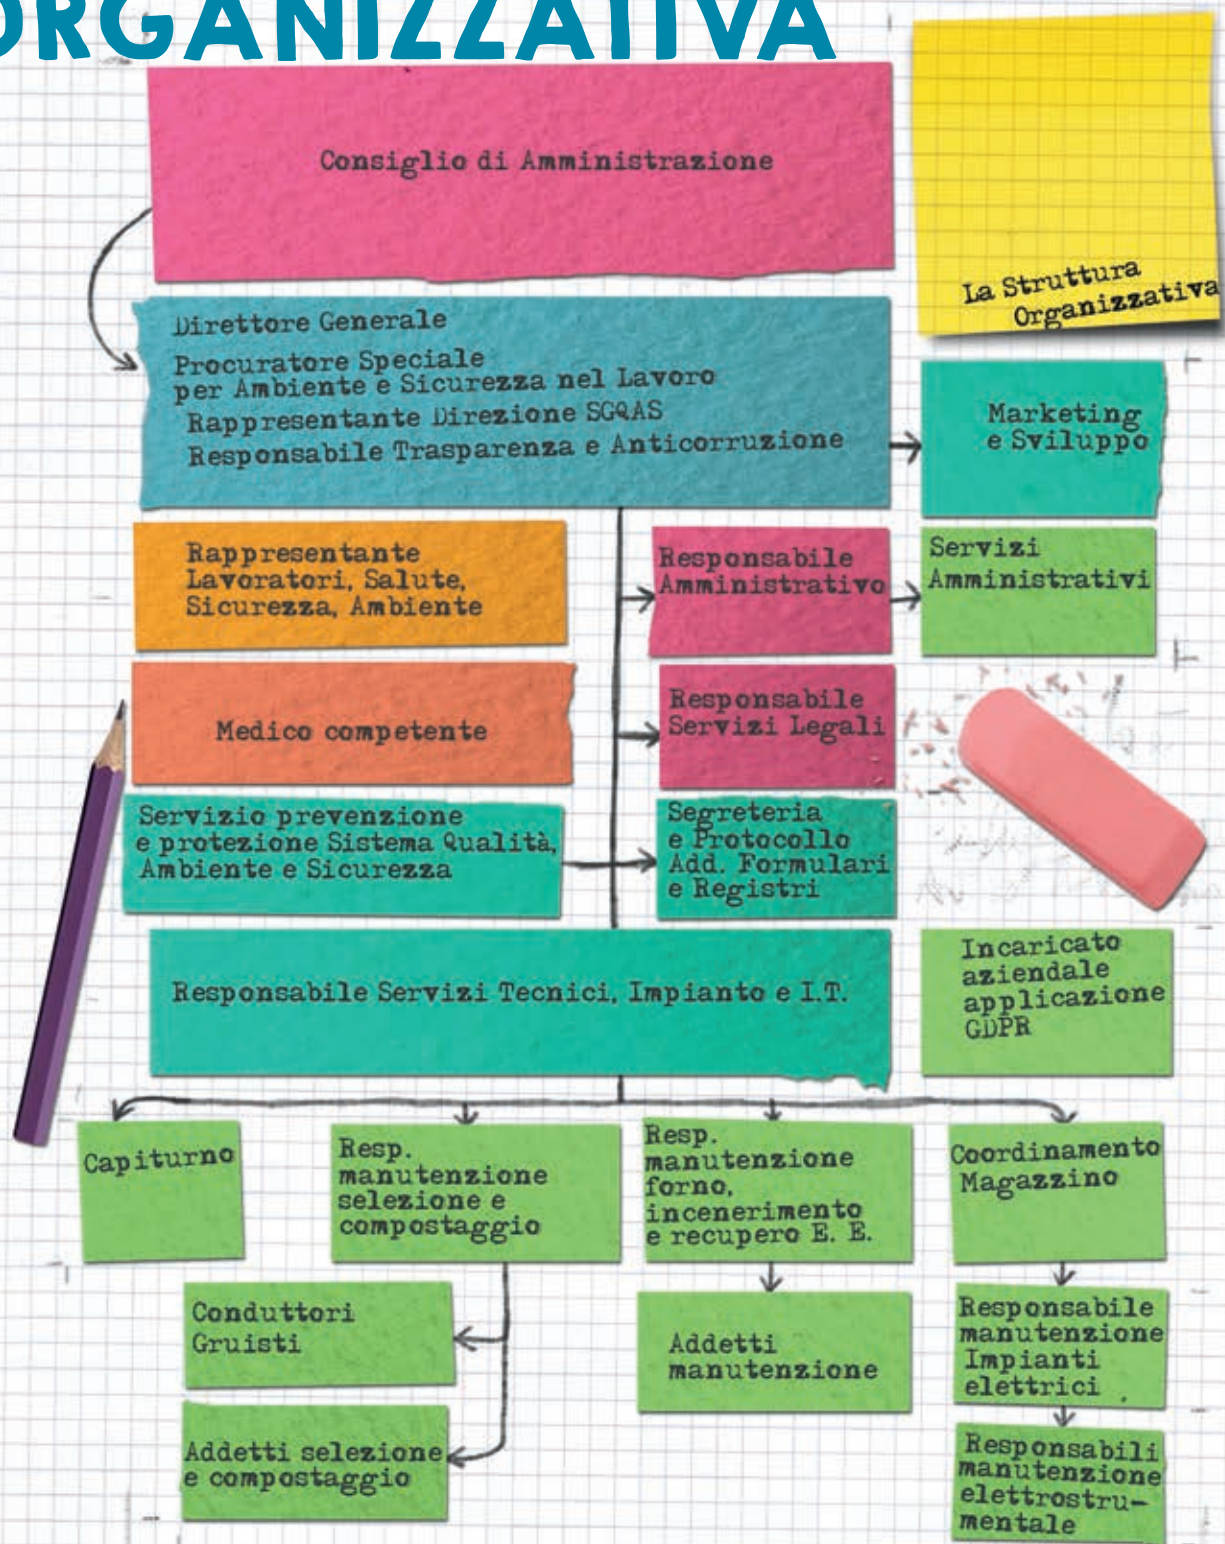 ORGANIZZATIVA
Consiglio di Amministrazione
La Struttura
Organizzativa
Direttore Generale
Procuratore Speciale
per Ambiente e Sicurezza nel Lavoro
Rappresentante Direzione SGQAS
Responsabile Trasparenza e Anticorruzione
Marketing
e Sviluppo
Rappresentante
Lavoratori, Salute,
Sicurezza, Ambiente
Responsabile
Amministrativo
Servizi
Amministrativi
Medico competente
Responsabile
Servizi Legali
Servizio prevenzione
e protezione Sistema Qualità,
Ambiente e Sicurezza
Segreteria
e Protocollo
Add. Formulari
e Registri
Responsabile Servizi Tecnici, Impianto e I.T.
Incaricato
aziendale
applicazione
GDPR
Capiturno
Resp.
manutenzione
selezione e
compostaggio
Resp.
manutenzione
forno,
incenerimento
e recupero E. E.
Coordinamento
Magazzino
Conduttori
Gruisti
Addetti
manutenzione
Responsabile
manutenzione
Impianti
elettrici
Addetti selezione
e compostaggio
Responsabili
manutenzione
elettrostru-
mentale